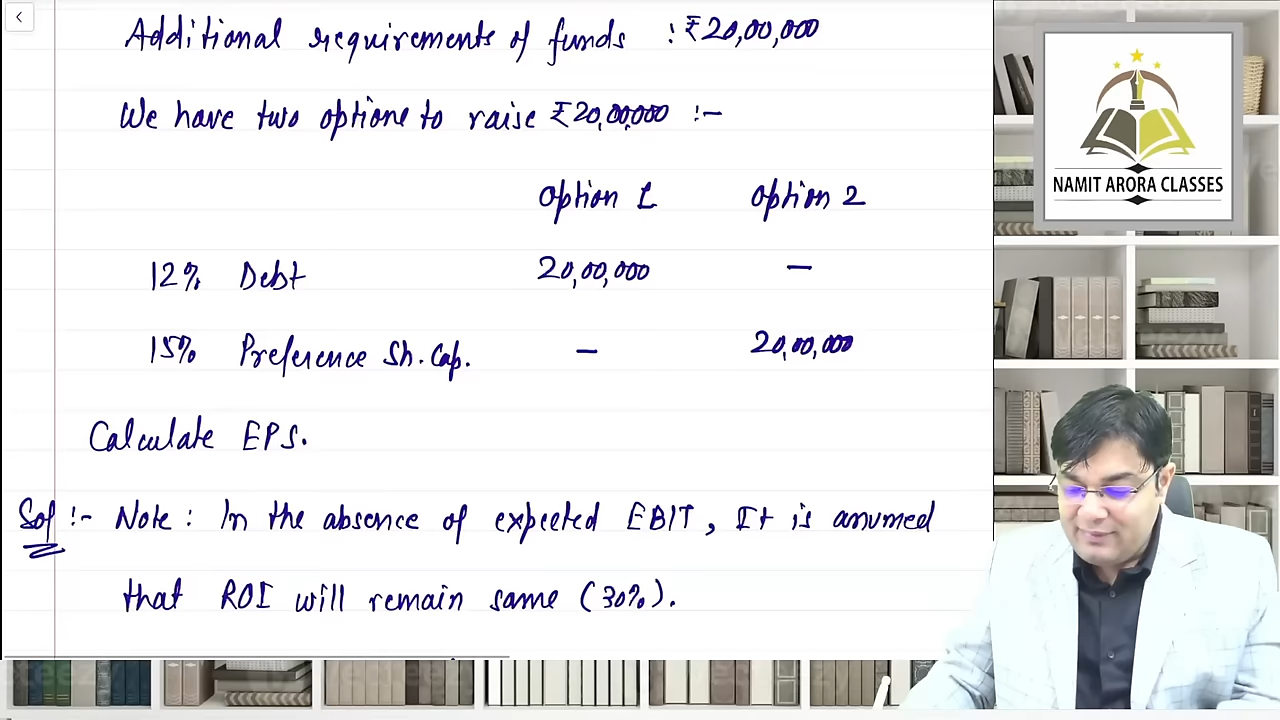 Additional requirements of funds : ₹20,00,000
We have two options to raise ₹20,00,000 :-
Option 1 Option 2
12% Debt 20,00,000 —
15% Preference Sh. Cap. — 20,00,000
Calculate EPS.
Sol :- Note : In the absence of expected EBIT, It is assumed
that ROI will remain same (30%).
NAMIT ARORA CLASSES